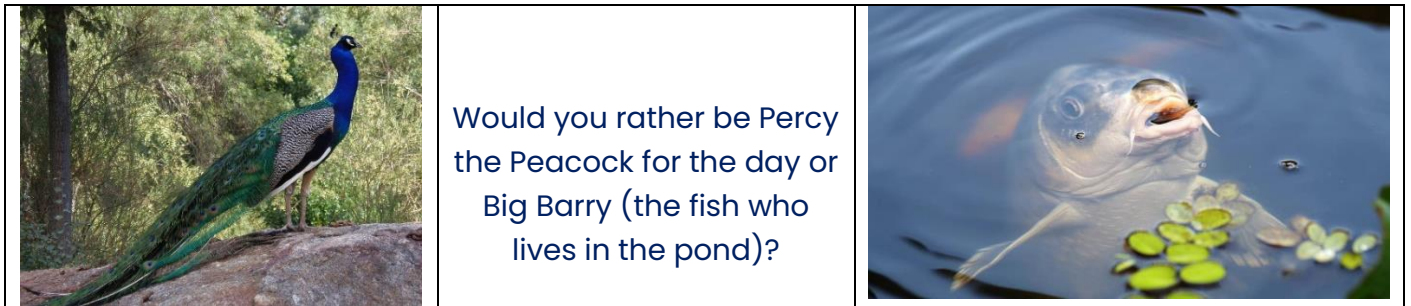 Would you rather be Percy
the Peacock for the day or
Big Barry (the fish who
lives in the pond)?